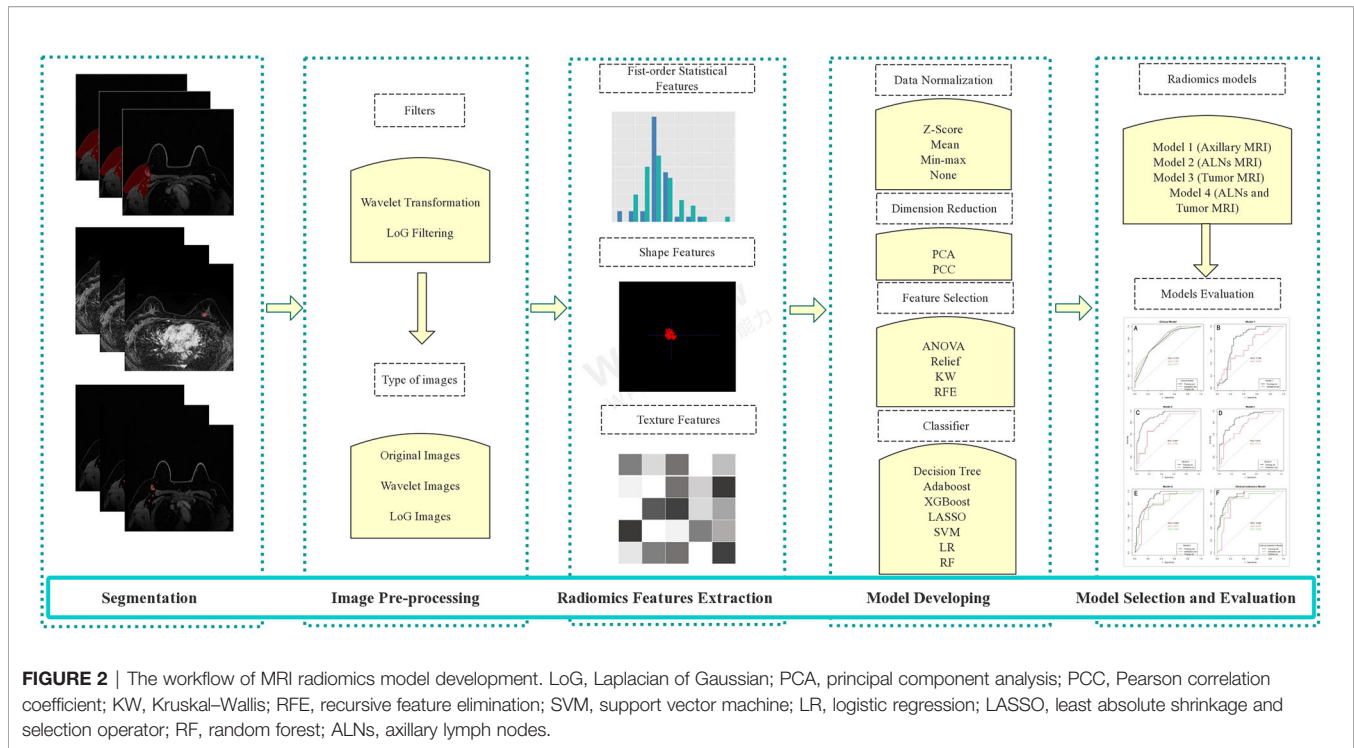 Filters
Wavelet Transformation
LoG Filtering
Type of images
Original Images
Wavelet Images
LoG Images
Fist-order Statistical
Features
Shape Features
Texture Features
Data Normalization
Z-Score
Mean
Min-max
None
Dimension Reduction
PCA
PCC
Feature Selection
ANOVA
Relief
KW
RFE
Classifier
Decision Tree
Adaboost
XGBoost
LASSO
SVM
LR
RF
Radiomics models
Model 1 (Axillary MRI)
Model 2 (ALNs MRI)
Model 3 (Tumor MRI)
Model 4 (ALNs and
Tumor MRI)
Models Evaluation
A
B
C
D
E
F
Segmentation
Image Pre-processing
Radiomics Features Extraction
Model Developing
Model Selection and Evaluation
FIGURE 2 | The workflow of MRI radiomics model development. LoG, Laplacian of Gaussian; PCA, principal component analysis; PCC, Pearson correlation
coefficient; KW, Kruskal–Wallis; RFE, recursive feature elimination; SVM, support vector machine; LR, logistic regression; LASSO, least absolute shrinkage and
selection operator; RF, random forest; ALNs, axillary lymph nodes.